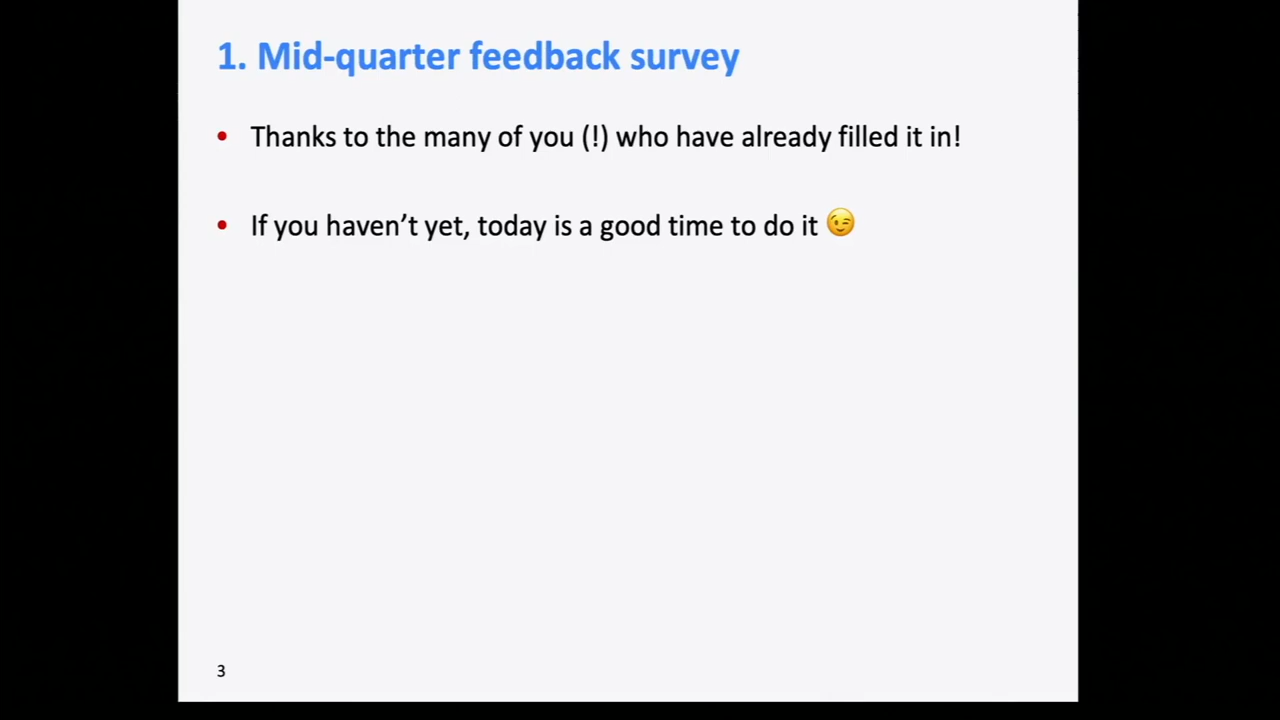 1. Mid-quarter feedback survey
• Thanks to the many of you (!) who have already filled it in!
• If you haven’t yet, today is a good time to do it 😉
3